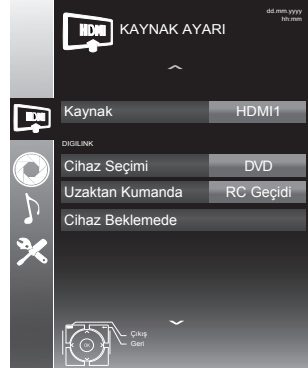 HDMI KAYNAK AYARI
dd.mm.yyyy
hh:mm
HDMI
Kaynak HDMI1
DIGILINK
Cihaz Seçimi DVD
Uzaktan Kumanda RC Geçidi
Cihaz Beklemede
OK
Çıkış
Geri